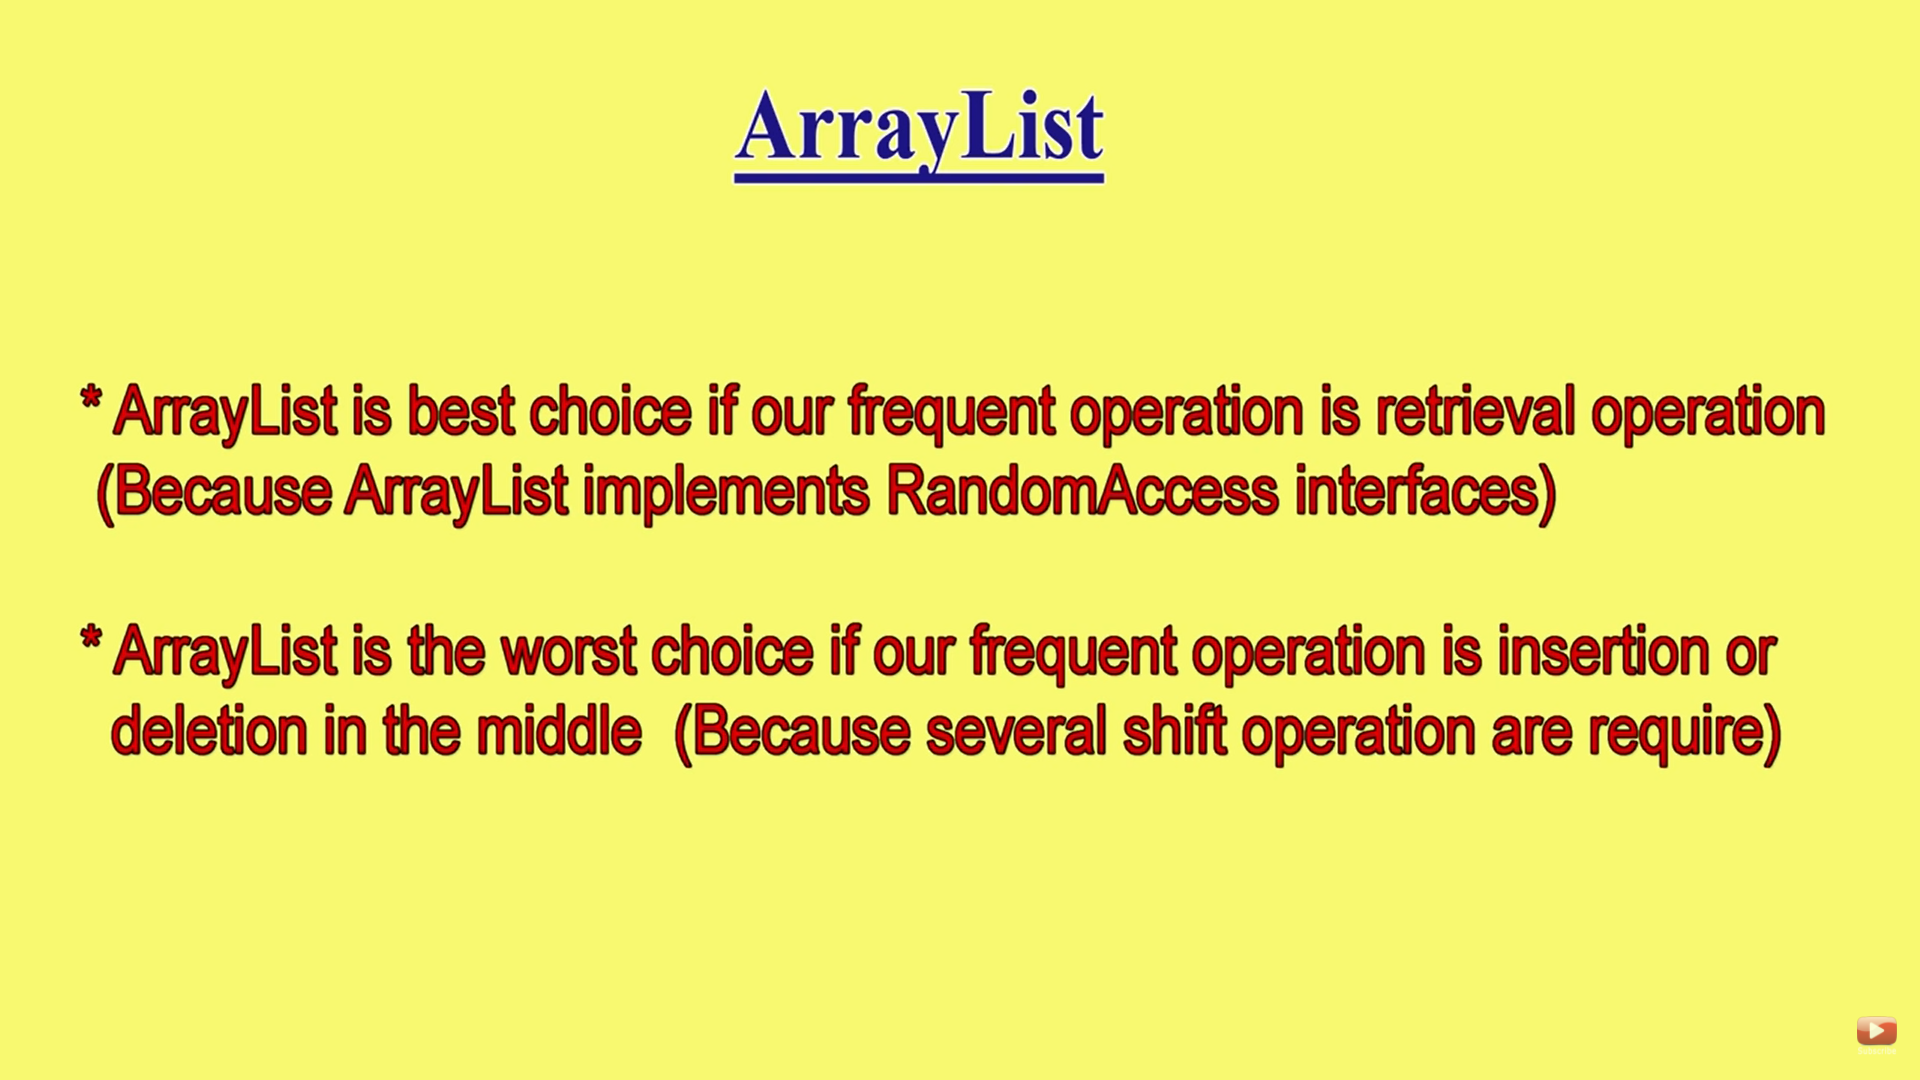 ArrayList
* ArrayList is best choice if our frequent operation is retrieval operation
(Because ArrayList implements RandomAccess interfaces)
* ArrayList is the worst choice if our frequent operation is insertion or
deletion in the middle (Because several shift operation are require)